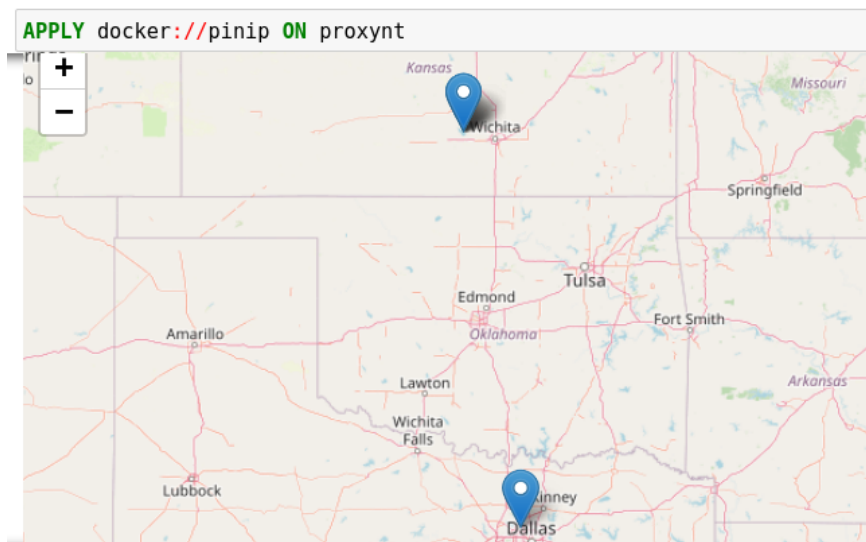 APPLY docker://pinip ON proxynt
+
−
Kansas
Missouri
Wichita
Springfield
Tulsa
Edmond
Oklahoma
Fort Smith
Amarillo
Lawton
Arkansas
Wichita
Falls
Lubbock
Dallas